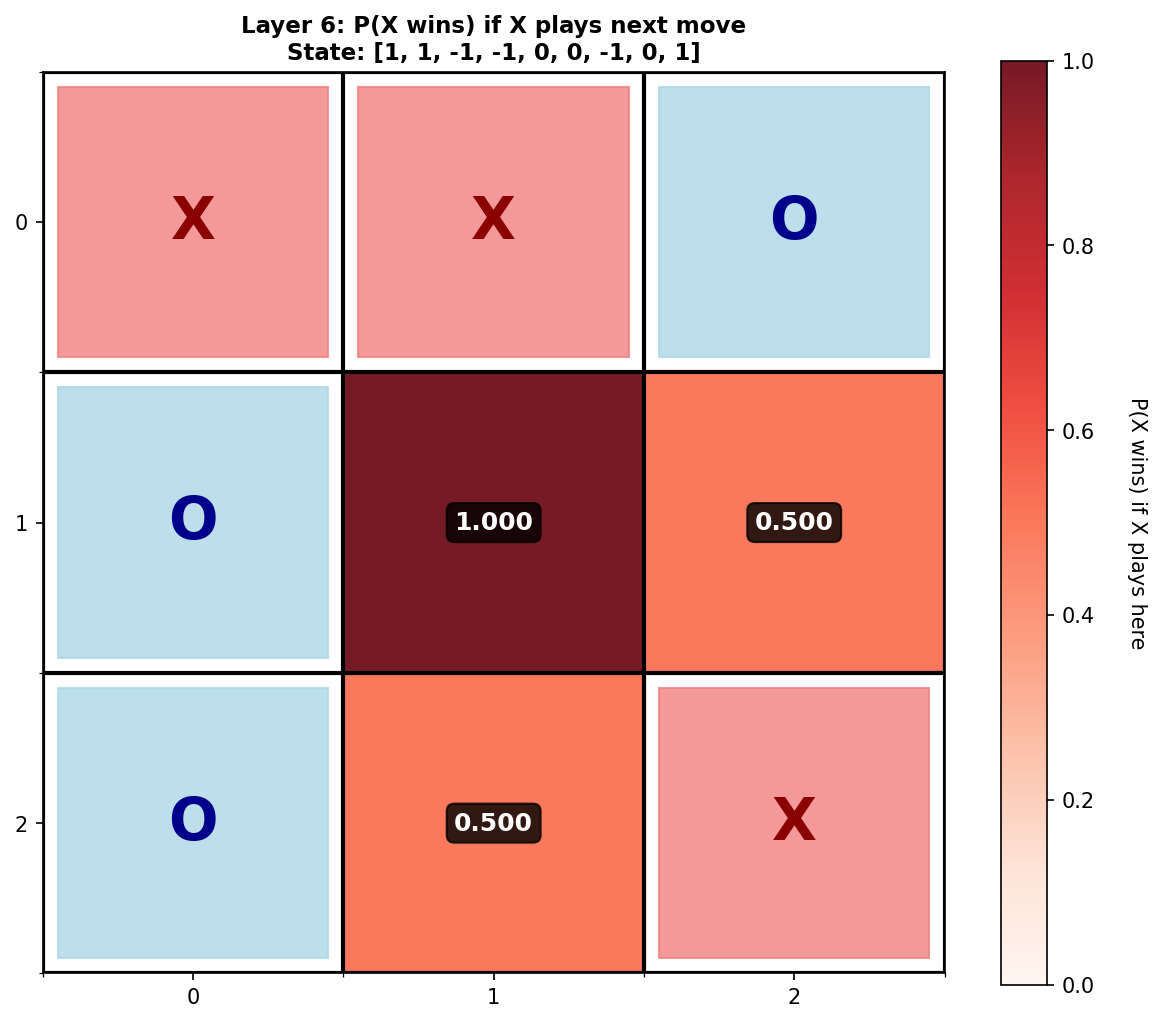 Layer 6: P(X wins) if X plays next move
State: [1, 1, -1, -1, 0, 0, -1, 0, 1]
0 X X O
1 O 1.000 0.500
2 O 0.500 X
0 1 2
1.0
0.8
0.6
0.4
0.2
0.0
P(X wins) if X plays here